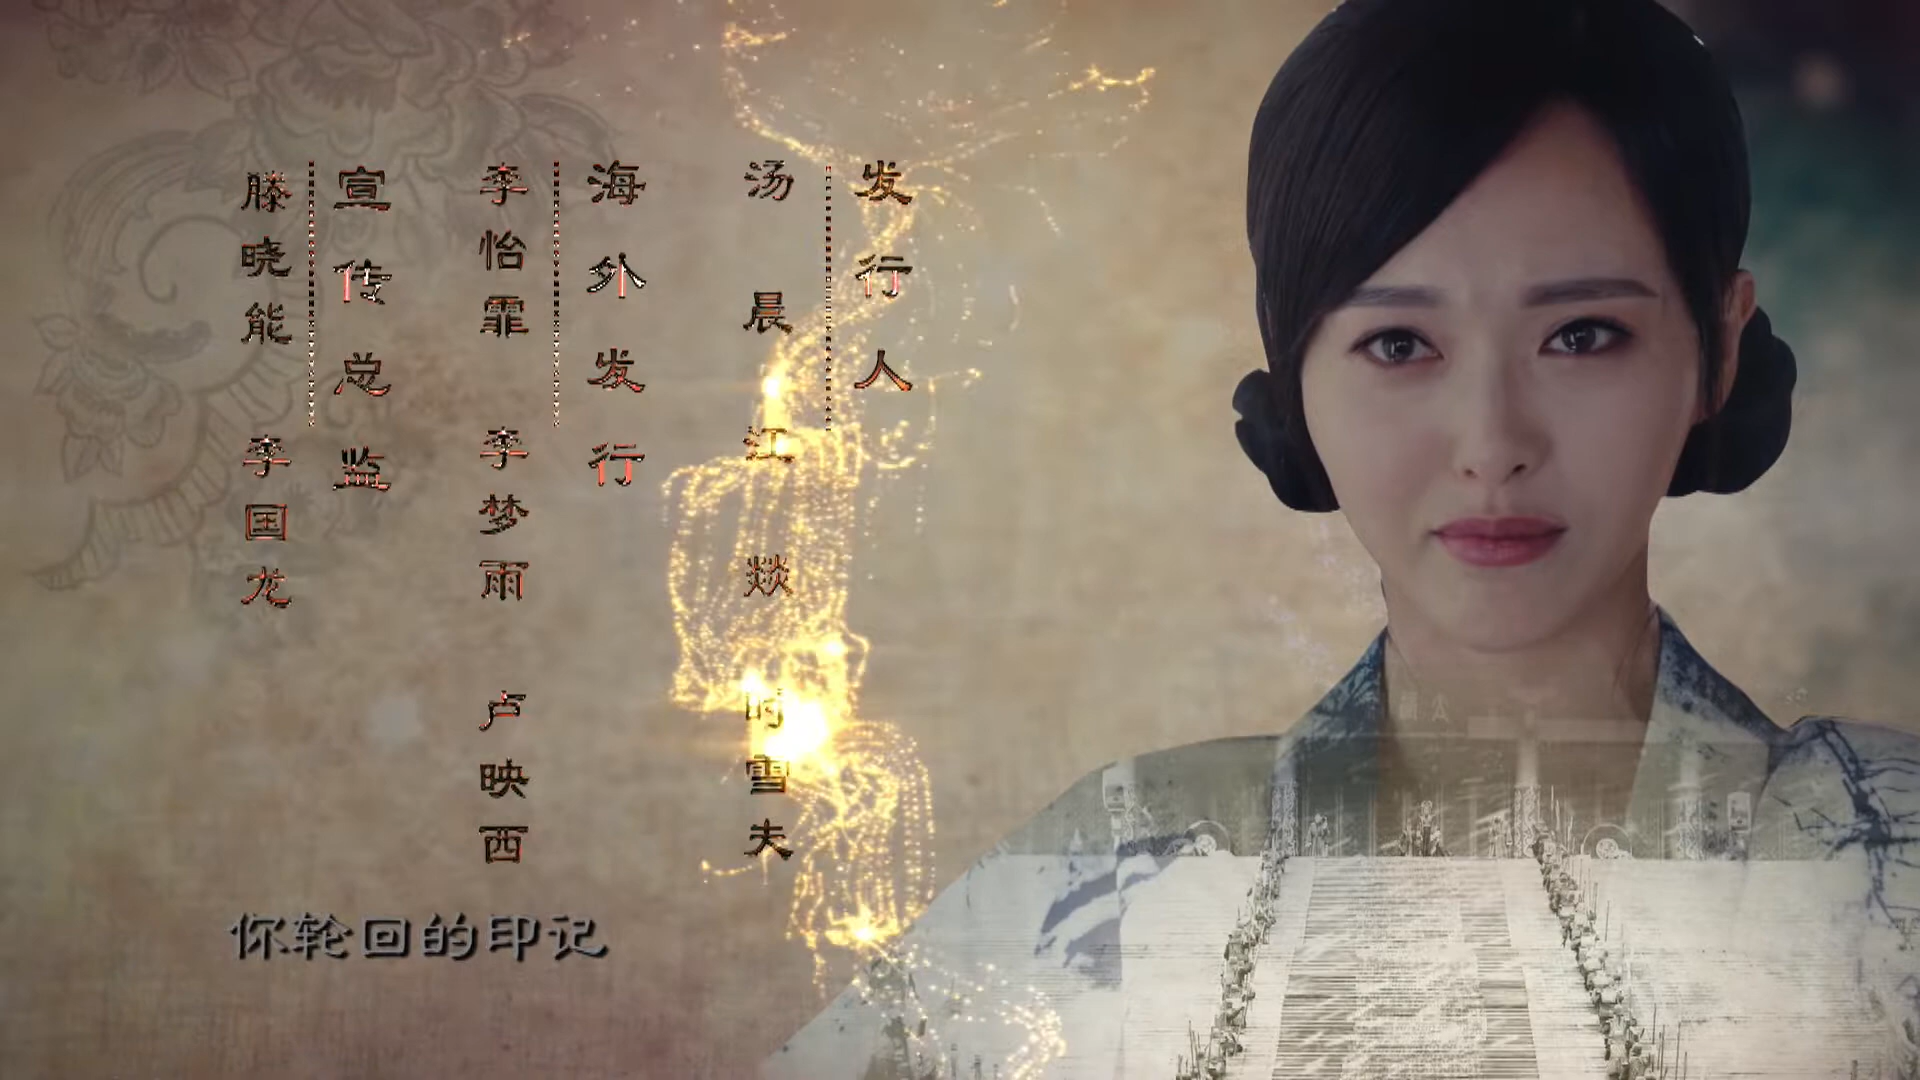 发行人
汤晨 江燚 时雪夫
海外发行
李怡霏 李梦雨 卢映西
宣传总监
滕晓能 李国龙
你轮回的印记